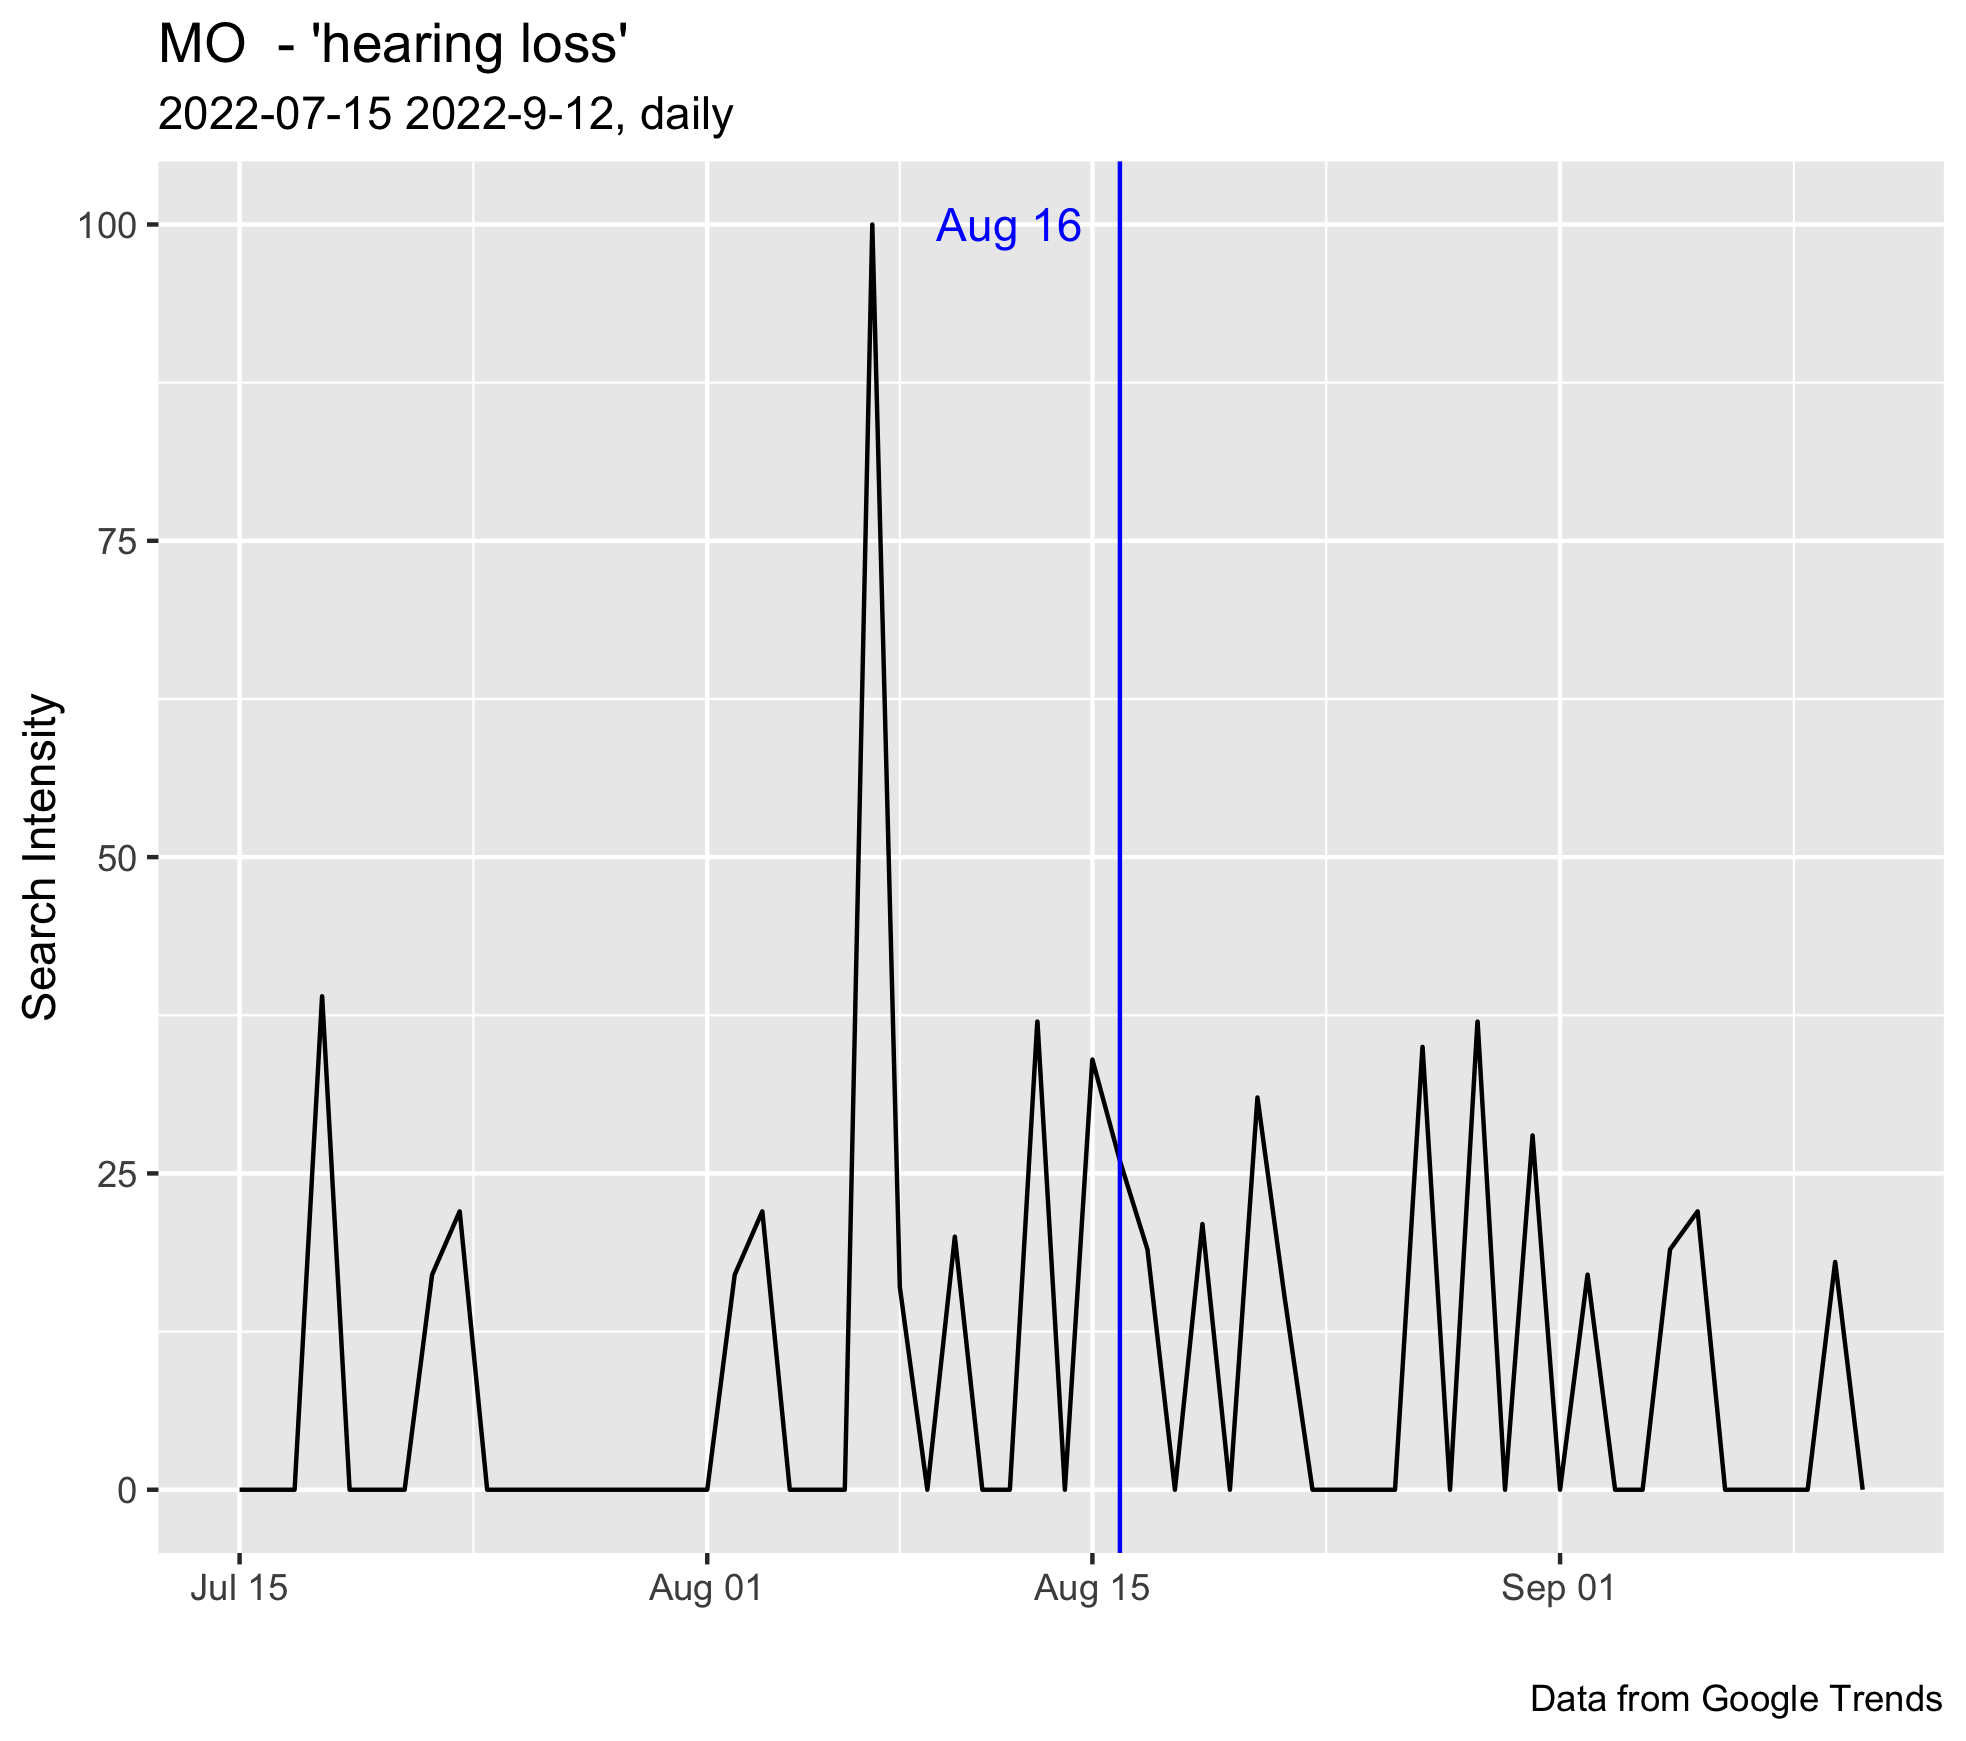 MO  - 'hearing loss'
2022-07-15 2022-9-12, daily
Aug 16
100
75
50
25
0
Search Intensity
Jul 15
Aug 01
Aug 15
Sep 01
Data from Google Trends